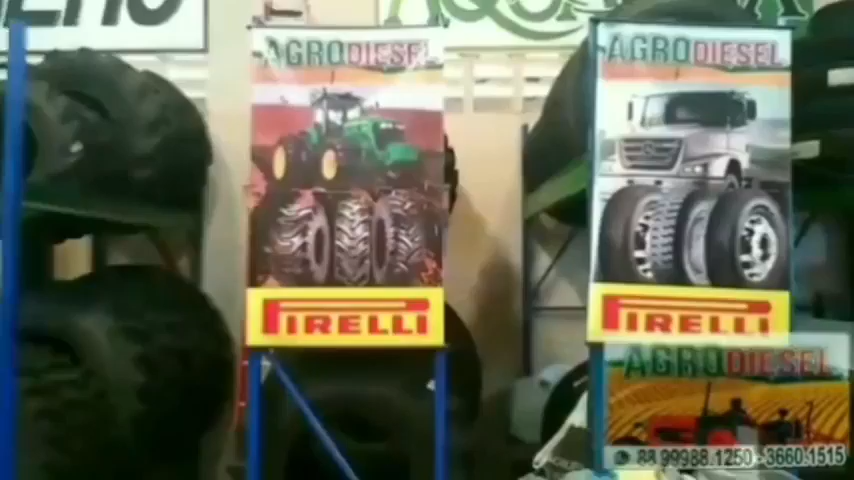 AGRODIESEL
AGRODIESEL
PIRELLI
PIRELLI
AGRODIESEL
88 99988.1250 - 3660.1515